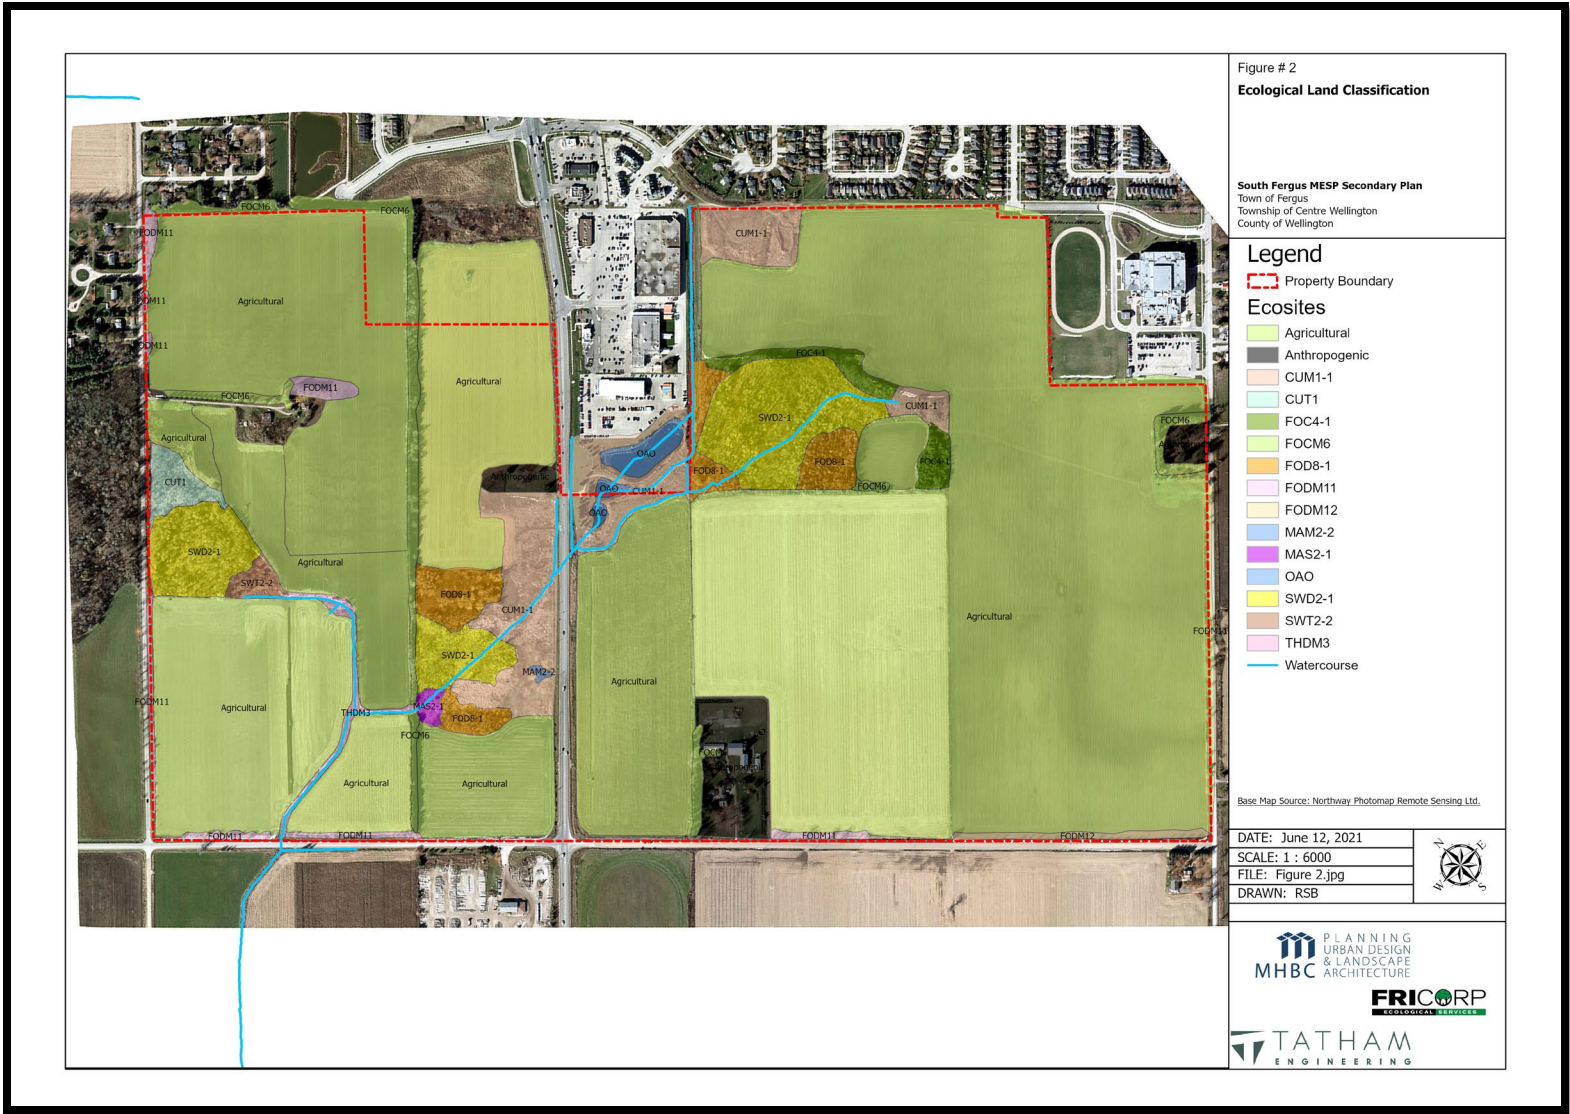 Figure # 2
Ecological Land Classification
South Fergus MESP Secondary Plan
Town of Fergus
Township of Centre Wellington
County of Wellington
Legend
Property Boundary
Ecosites
Agricultural
Anthropogenic
CUM1-1
CUT1
FOC4-1
FOCM6
FOD8-1
FODM11
FODM12
MAM2-2
MAS2-1
OAO
SWD2-1
SWT2-2
THDM3
Watercourse
Base Map Source: Northway Photomap Remote Sensing Ltd.
DATE: June 12, 2021
SCALE: 1 : 6000
FILE: Figure 2.jpg
DRAWN: RSB
N
E
W
S
MHBC
PLANNING
URBAN DESIGN
& LANDSCAPE
ARCHITECTURE
FRICORP
ECOLOGICAL SERVICES
TATHAM
ENGINEERING
FOCM6
FOCM6
FODM11
CUM1-1
Agricultural
FODM11
FOC4-1
Agricultural
FODM11
FOCM6
CUM1-1
SWD2-1
FOCM6
Agricultural
OAO
FOD8-1
FOD8-1
FOC4-1
CUT1
Anthropogenic
OAO
CUM1-1
FOCM6
OAO
SWD2-1
Agricultural
SWT2-2
FOD8-1
CUM1-1
Agricultural
FODM11
SWD2-1
MAM2-2
Agricultural
FODM11
Agricultural
THDM3
MAS2-1
FOD8-1
FOCM6
Agricultural
Agricultural
FODM11
FODM11
FODM11
FODM12